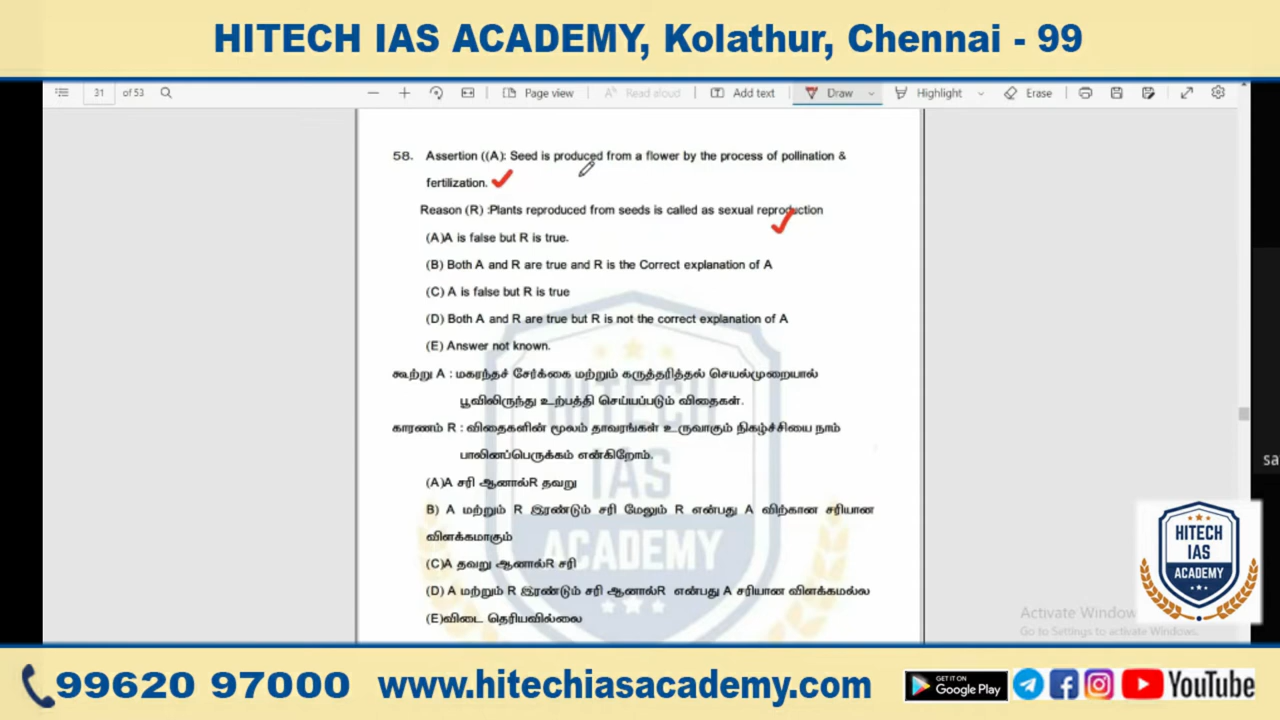 HITECH IAS ACADEMY, Kolathur, Chennai - 99
31 of 53 Page view Read aloud Add text Draw Highlight Erase
58. Assertion ((A): Seed is produced from a flower by the process of pollination &
fertilization.
Reason (R) :Plants reproduced from seeds is called as sexual reproduction
(A)A is false but R is true.
(B) Both A and R are true and R is the Correct explanation of A
(C) A is false but R is true
(D) Both A and R are true but R is not the correct explanation of A
(E) Answer not known.
கூற்று A : மகரந்தச் சேர்க்கை மற்றும் கருத்தரித்தல் செயல்முறையால்
பூவிலிருந்து உற்பத்தி செய்யப்படும் விதைகள்.
காரணம் R : விதைகளின் மூலம் தாவரங்கள் உருவாகும் நிகழ்ச்சியை நாம்
பாலினப்பெருக்கம் என்கிறோம்.
(A)A சரி ஆனால்R தவறு
B) A மற்றும் R இரண்டும் சரி மேலும் R என்பது A விற்கான சரியான
விளக்கமாகும்
(C)A தவறு ஆனால்R சரி
(D) A மற்றும் R இரண்டும் சரி ஆனால்R என்பது A சரியான விளக்கமல்ல
(E)விடை தெரியவில்லை
IAS
ACADEMY
sa
HITECH
IAS
ACADEMY
Activate Window
Go to Settings to activate Windows.
99620 97000 www.hitechiasacademy.com GET IT ON Google Play YouTube